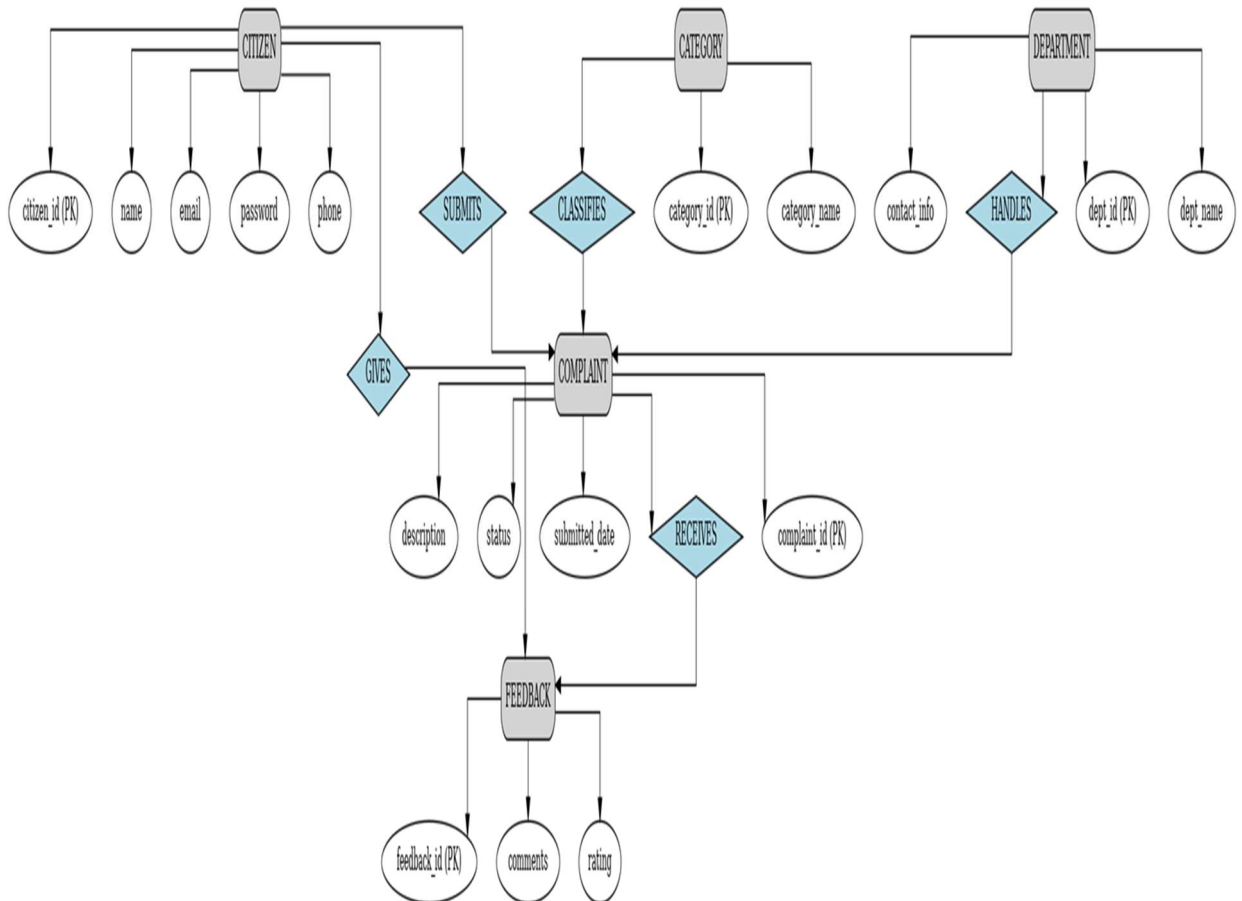 CITIZEN
CATEGORY
DEPARTMENT
citizen_id (PK)
name
email
password
phone
SUBMITS
CLASSIFIES
category_id (PK)
category_name
contact_info
HANDLES
dept_id (PK)
dept_name
GIVES
COMPLAINT
description
status
submitted_date
RECEIVES
complaint_id (PK)
FEEDBACK
feedback_id (PK)
comments
rating